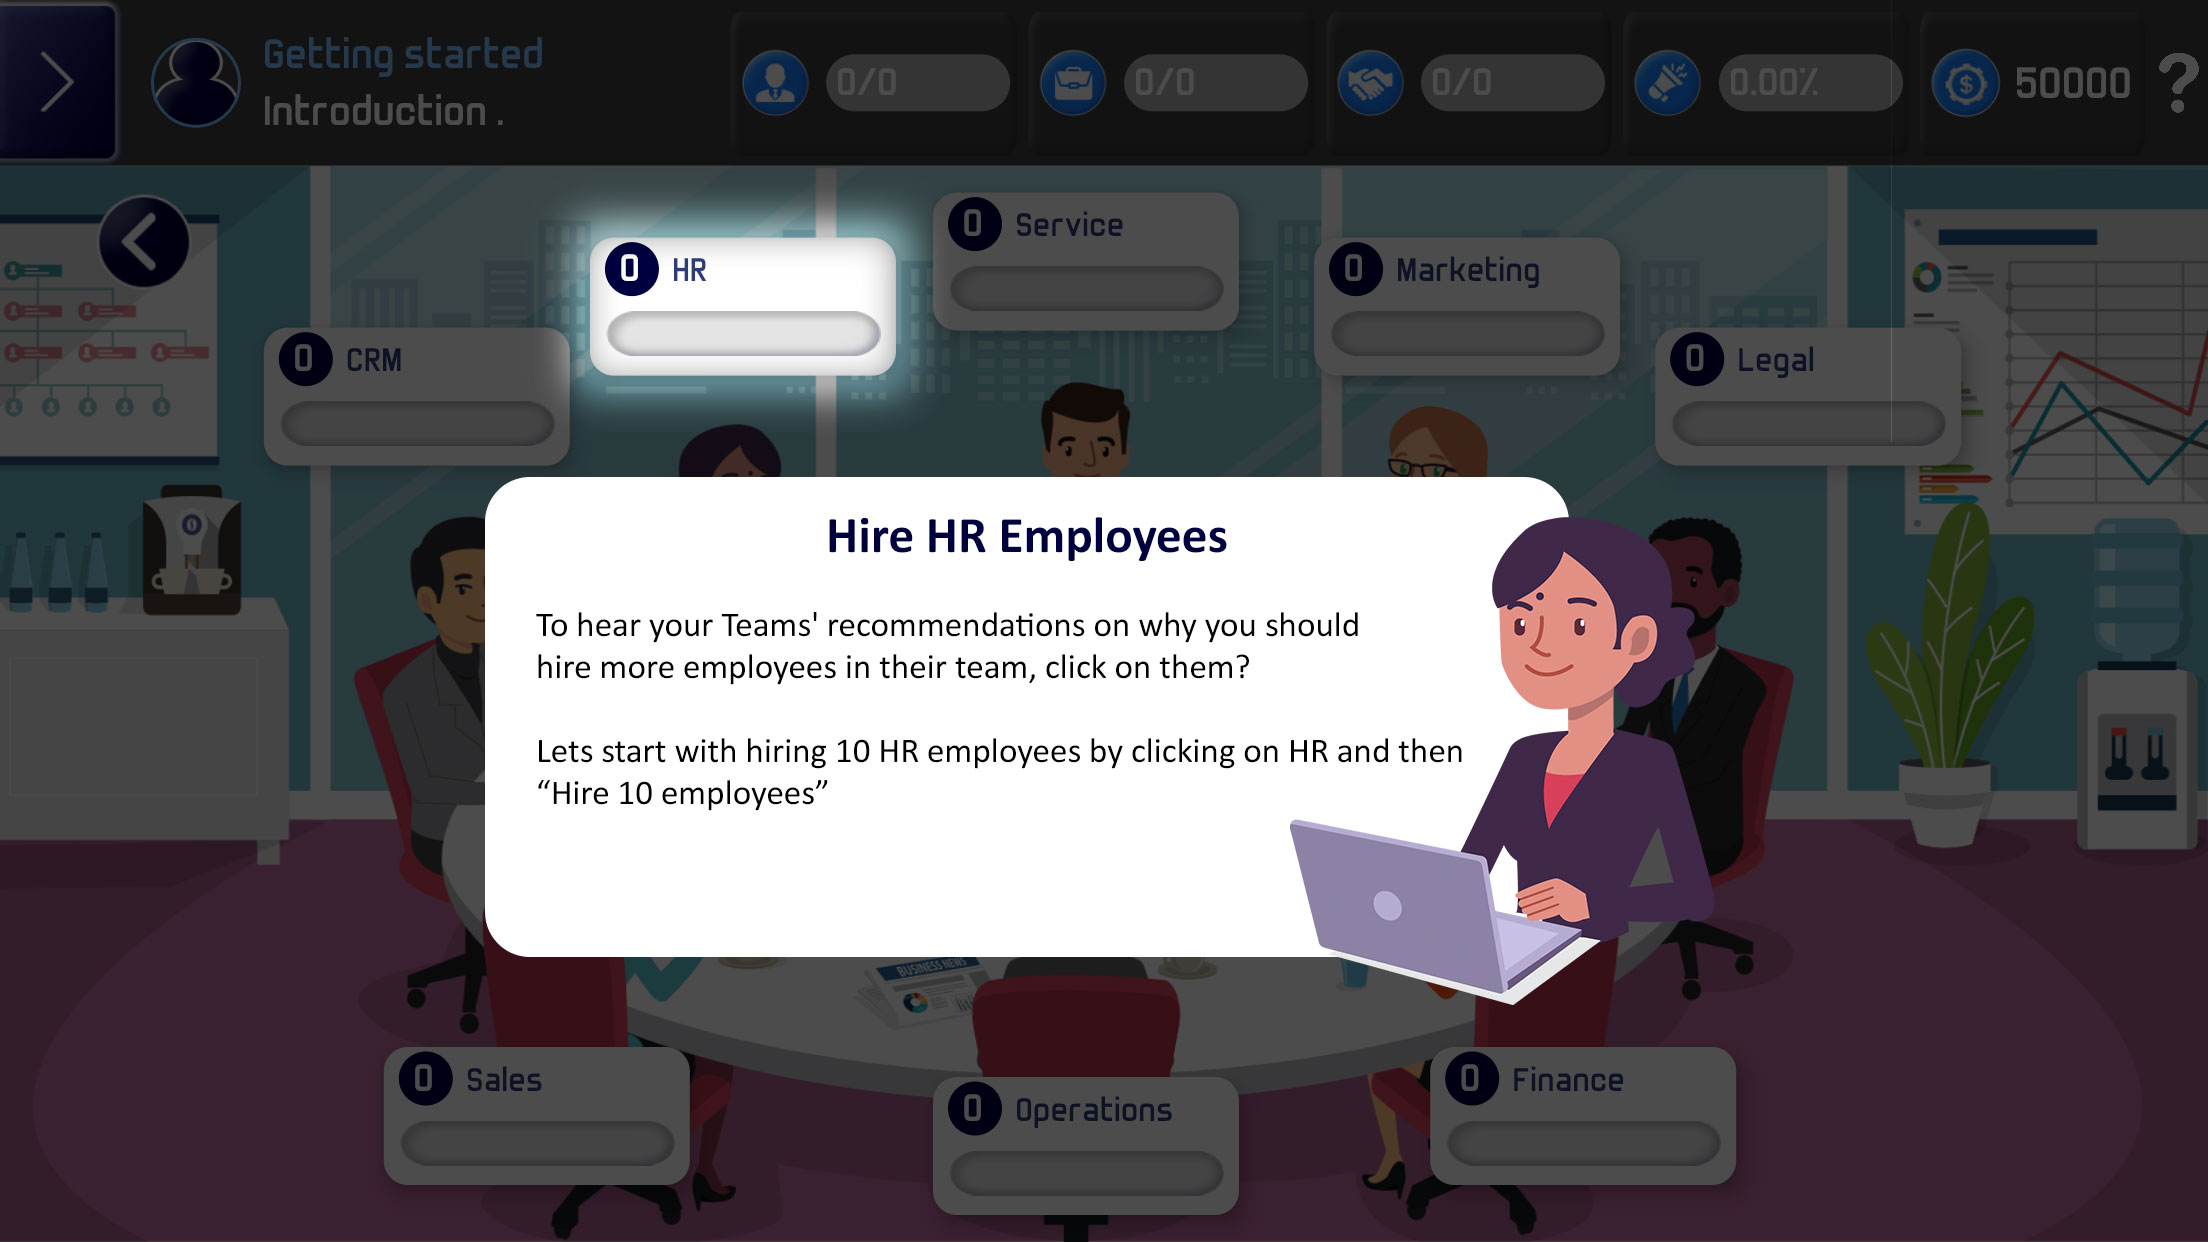 Getting started
Introduction .
0/0
0/0
0/0
0.00%
50000
?
0 HR
0 Service
0 Marketing
0 CRM
0 Legal
Hire HR Employees
To hear your Teams' recommendations on why you should
hire more employees in their team, click on them?
Lets start with hiring 10 HR employees by clicking on HR and then
“Hire 10 employees”
BUSINESS NEWS
0 Sales
0 Operations
0 Finance